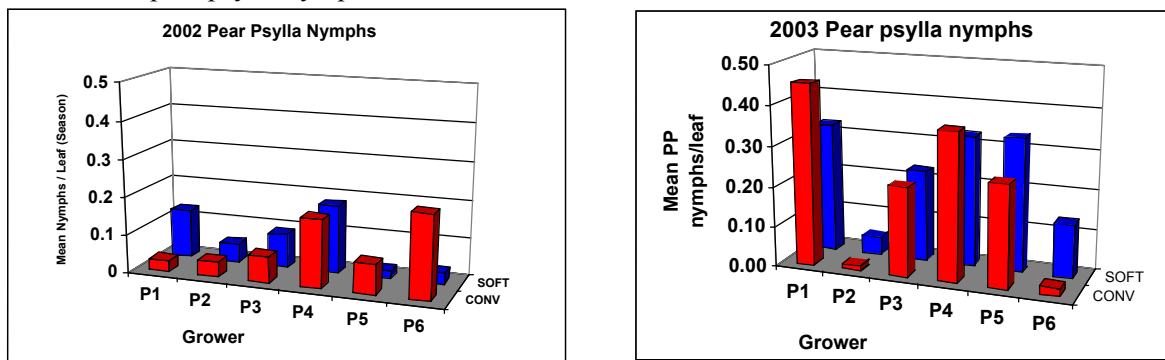 2002 Pear Psylla Nymphs
Mean Nymphs / Leaf (Season)
0.5
0.4
0.3
0.2
0.1
0
P1
P2
P3
P4
P5
P6
SOFT
CONV
Grower
2003 Pear psylla nymphs
Mean PP
nymphs/leaf
0.50
0.40
0.30
0.20
0.10
0.00
P1
P2
P3
P4
P5
P6
SOFT
CONV
Grower